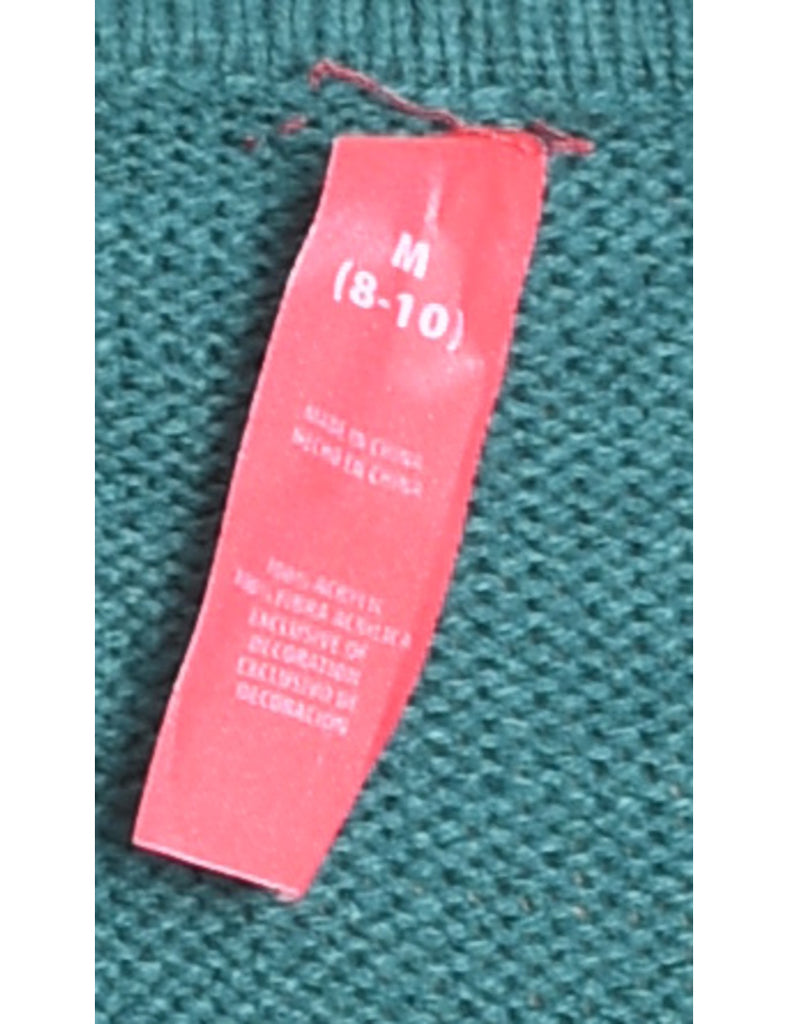 M
(8-10)
MADE IN CHINA
HECHO EN CHINA
100% ACRYLIC
100% FIBRA ACRILICA
EXCLUSIVE OF
DECORATION
EXCLUSIVO DE
DECORACION